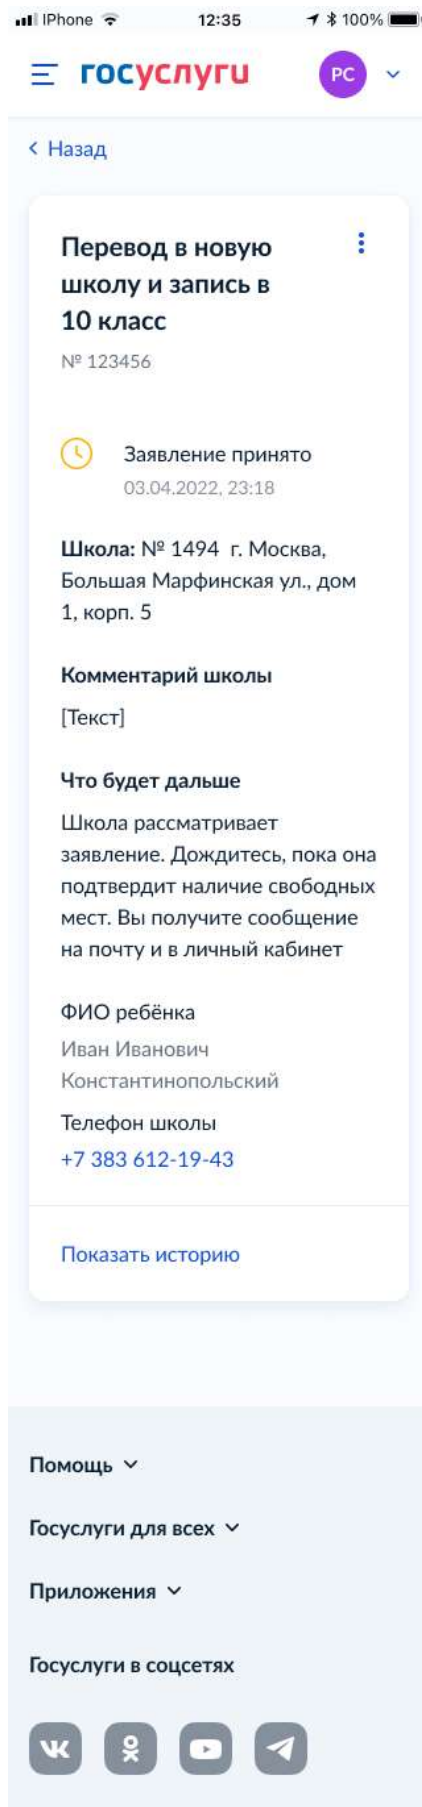 IPhone 12:35 100%
госуслуги РС
Назад
Перевод в новую
школу и запись в
10 класс
№ 123456
Заявление принято
03.04.2022, 23:18
Школа: № 1494 г. Москва,
Большая Марфинская ул., дом
1, корп. 5
Комментарий школы
[Текст]
Что будет дальше
Школа рассматривает
заявление. Дождитесь, пока она
подтвердит наличие свободных
мест. Вы получите сообщение
на почту и в личный кабинет
ФИО ребёнка
Иван Иванович
Константинопольский
Телефон школы
+7 383 612-19-43
Показать историю
Помощь
Госуслуги для всех
Приложения
Госуслуги в соцсетях